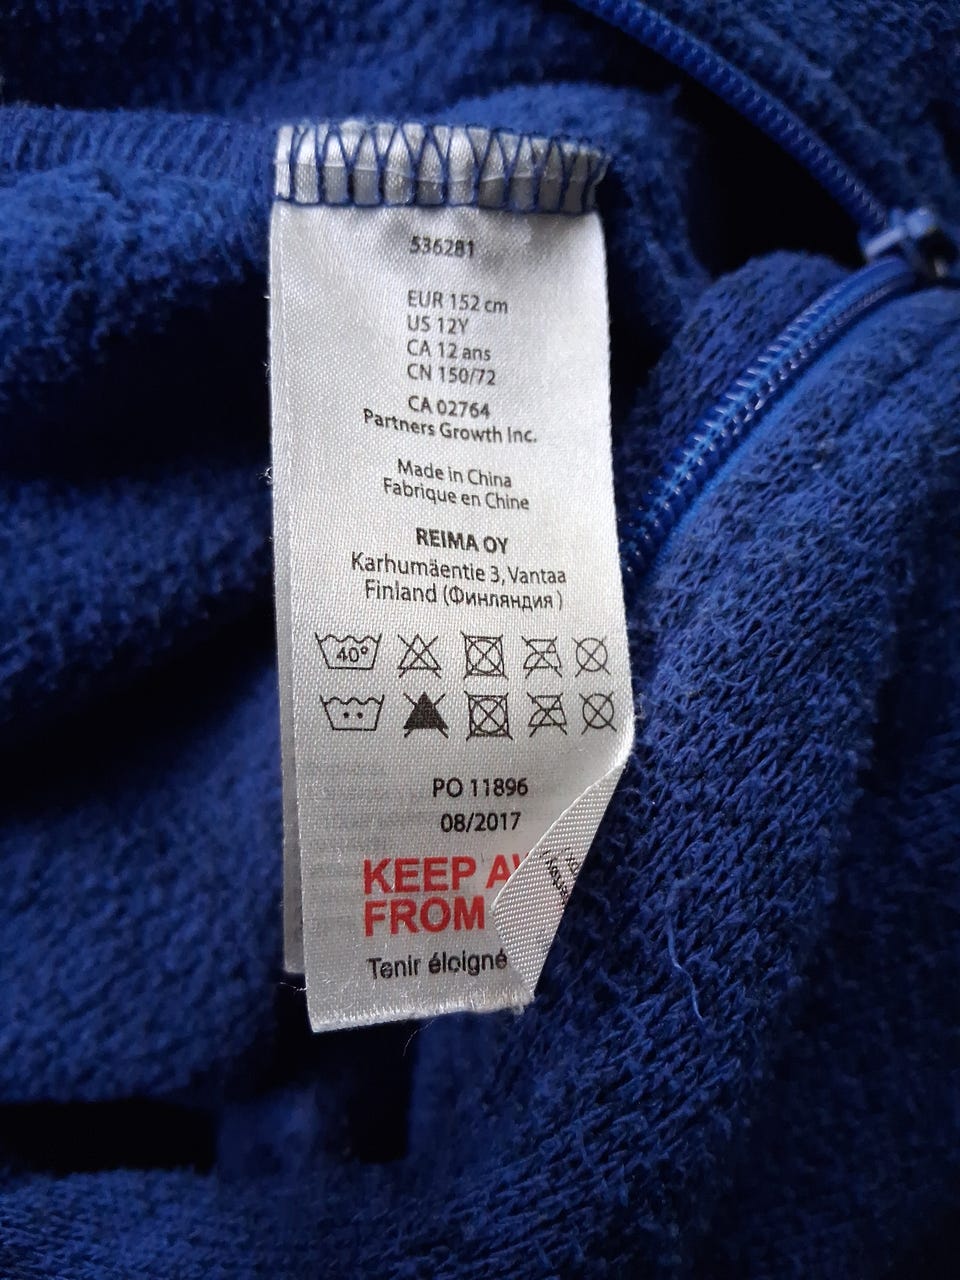 536281
EUR 152 cm
US 12Y
CA 12 ans
CN 150/72
CA 02764
Partners Growth Inc.
Made in China
Fabrique en Chine
REIMA OY
Karhumäentie 3, Vantaa
Finland (Финляндия )
40°
PO 11896
08/2017
KEEP
FROM
Tenir éloigné